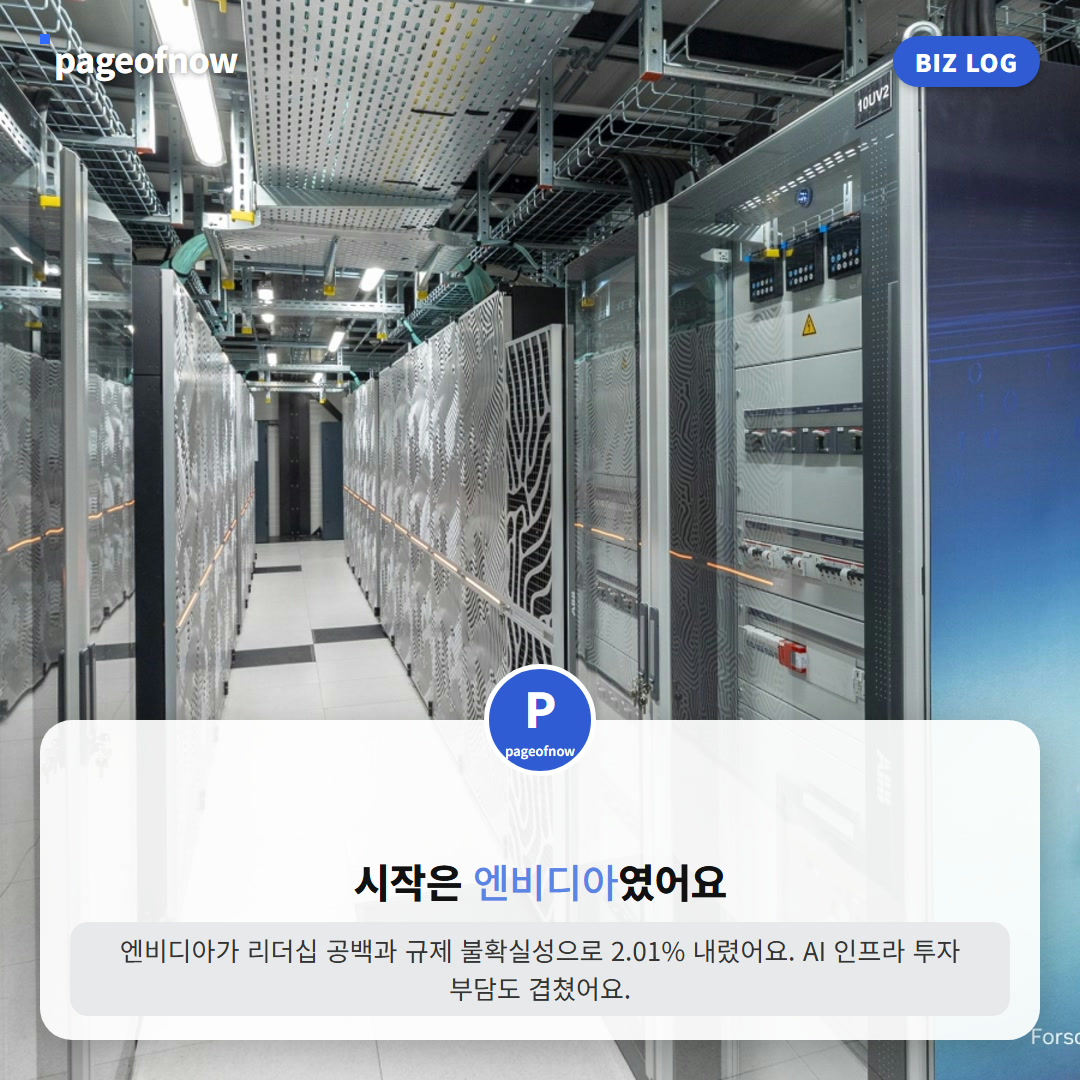 pageofnow
BIZ LOG
10UV2
P
pageofnow
시작은 엔비디아였어요
엔비디아가 리더십 공백과 규제 불확실성으로 2.01% 내렸어요. AI 인프라 투자
부담도 겹쳤어요.